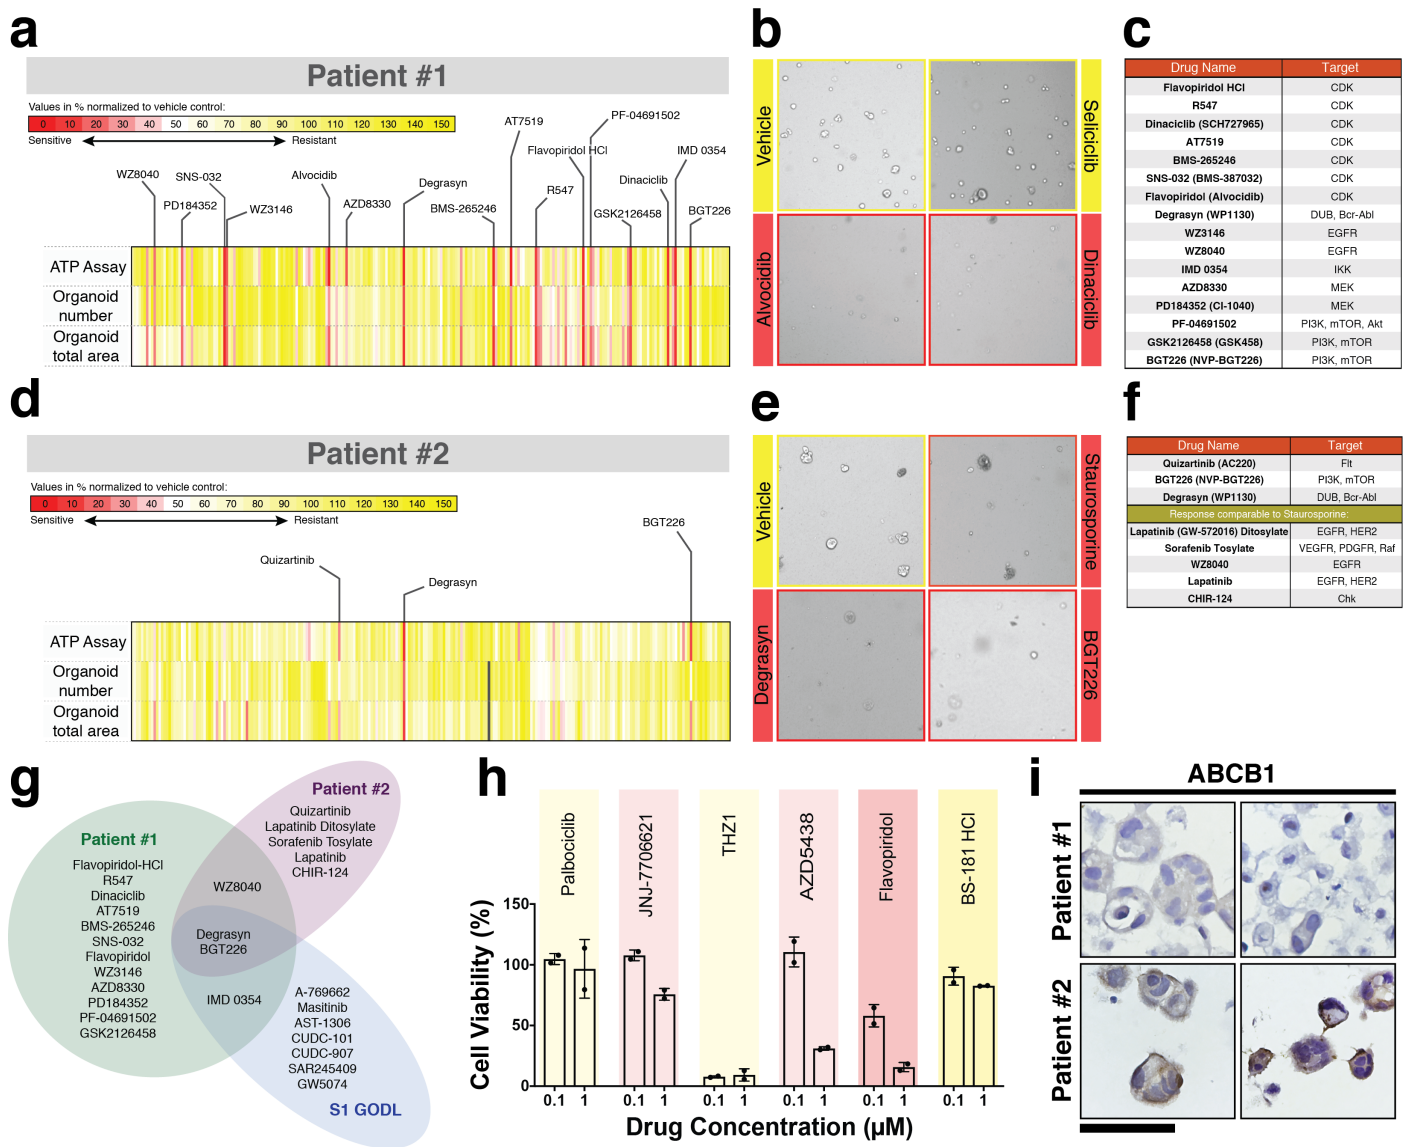 a
Patient #1
Values in % normalized to vehicle control:
0 10 20 30 40 50 60 70 80 90 100 110 120 130 140 150
Sensitive
Resistant
WZ8040
PD184352
SNS-032
WZ3146
Alvocidib
AZD8330
Degrasyn
BMS-265246
AT7519
Flavopiridol HCl
R547
PF-04691502
GSK2126458
Dinaciclib
IMD 0354
BGT226
ATP Assay
Organoid
number
Organoid
total area
b
Vehicle
Seliciclib
Alvocidib
Dinaciclib
c
Drug Name Target
Flavopiridol HCl CDK
R547 CDK
Dinaciclib (SCH727965) CDK
AT7519 CDK
BMS-265246 CDK
SNS-032 (BMS-387032) CDK
Flavopiridol (Alvocidib) CDK
Degrasyn (WP1130) DUB, Bcr-Abl
WZ3146 EGFR
WZ8040 EGFR
IMD 0354 IKK
AZD8330 MEK
PD184352 (CI-1040) MEK
PF-04691502 PI3K, mTOR, Akt
GSK2126458 (GSK458) PI3K, mTOR
BGT226 (NVP-BGT226) PI3K, mTOR
d
Patient #2
Values in % normalized to vehicle control:
0 10 20 30 40 50 60 70 80 90 100 110 120 130 140 150
Sensitive
Resistant
Quizartinib
Degrasyn
BGT226
ATP Assay
Organoid
number
Organoid
total area
e
Vehicle
Staurosporine
Degrasyn
BGT226
f
Drug Name Target
Quizartinib (AC220) Flt
BGT226 (NVP-BGT226) PI3K, mTOR
Degrasyn (WP1130) DUB, Bcr-Abl
Response comparable to Staurosporine:
Lapatinib (GW-572016) Ditosylate EGFR, HER2
Sorafenib Tosylate VEGFR, PDGFR, Raf
WZ8040 EGFR
Lapatinib EGFR, HER2
CHIR-124 Chk
g
Patient #1
Flavopiridol-HCl
R547
Dinaciclib
AT7519
BMS-265246
SNS-032
Flavopiridol
WZ3146
AZD8330
PD184352
PF-04691502
GSK2126458
Patient #2
Quizartinib
Lapatinib Ditosylate
Sorafenib Tosylate
Lapatinib
CHIR-124
WZ8040
Degrasyn
BGT226
IMD 0354
A-769662
Masitinib
AST-1306
CUDC-101
CUDC-907
SAR245409
GW5074
S1 GODL
h
Palbociclib
JNJ-7706621
THZ1
AZD5438
Flavopiridol
BS-181 HCl
Cell Viability (%)
150
100
50
0
0.1 1 0.1 1 0.1 1 0.1 1 0.1 1 0.1 1
Drug Concentration (µM)
i
ABCB1
Patient #1
Patient #2